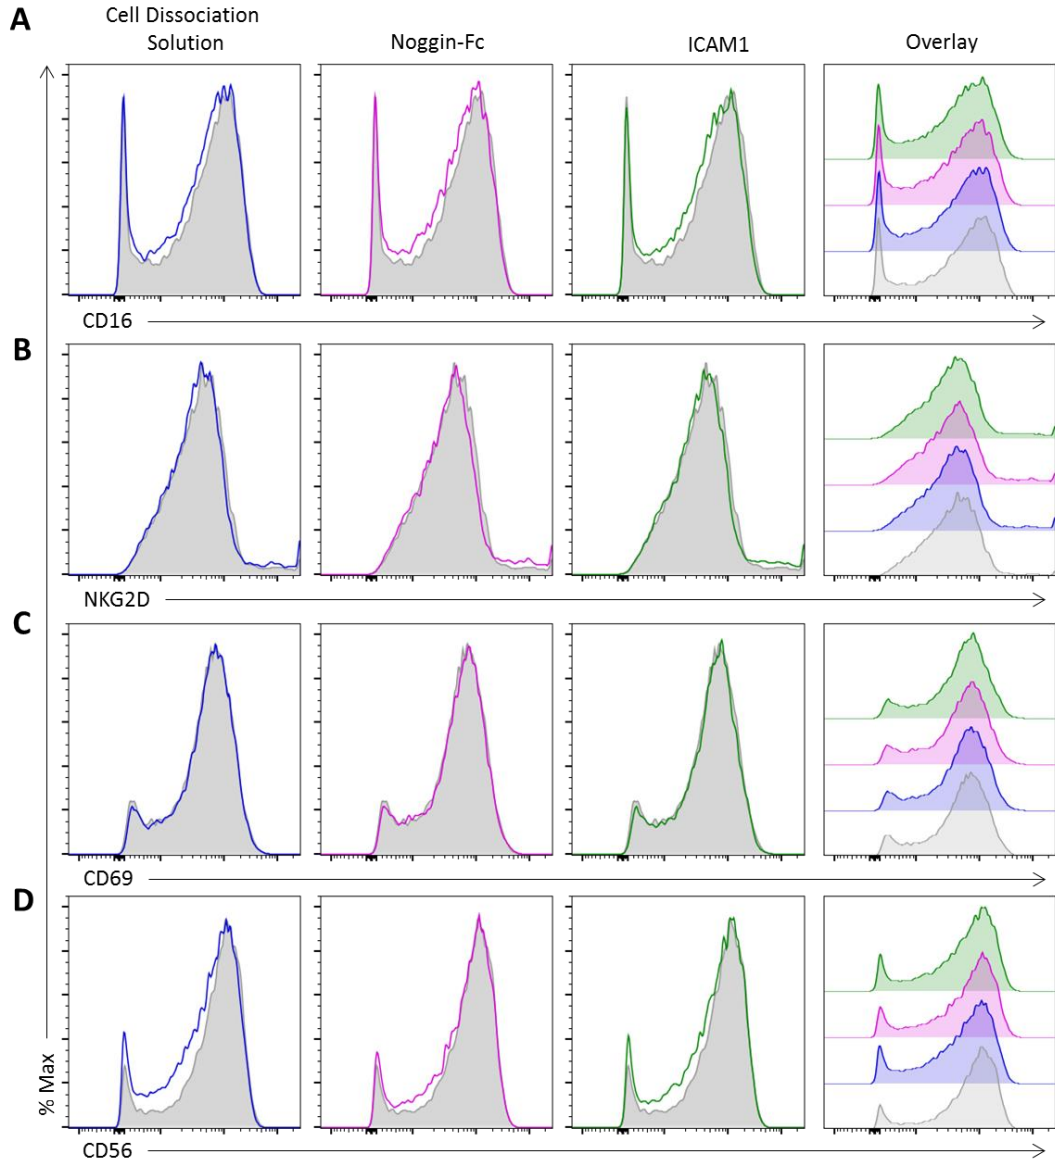 A
Cell Dissociation
Solution
Noggin-Fc
ICAM1
Overlay
CD16
B
NKG2D
C
CD69
D
% Max
CD56